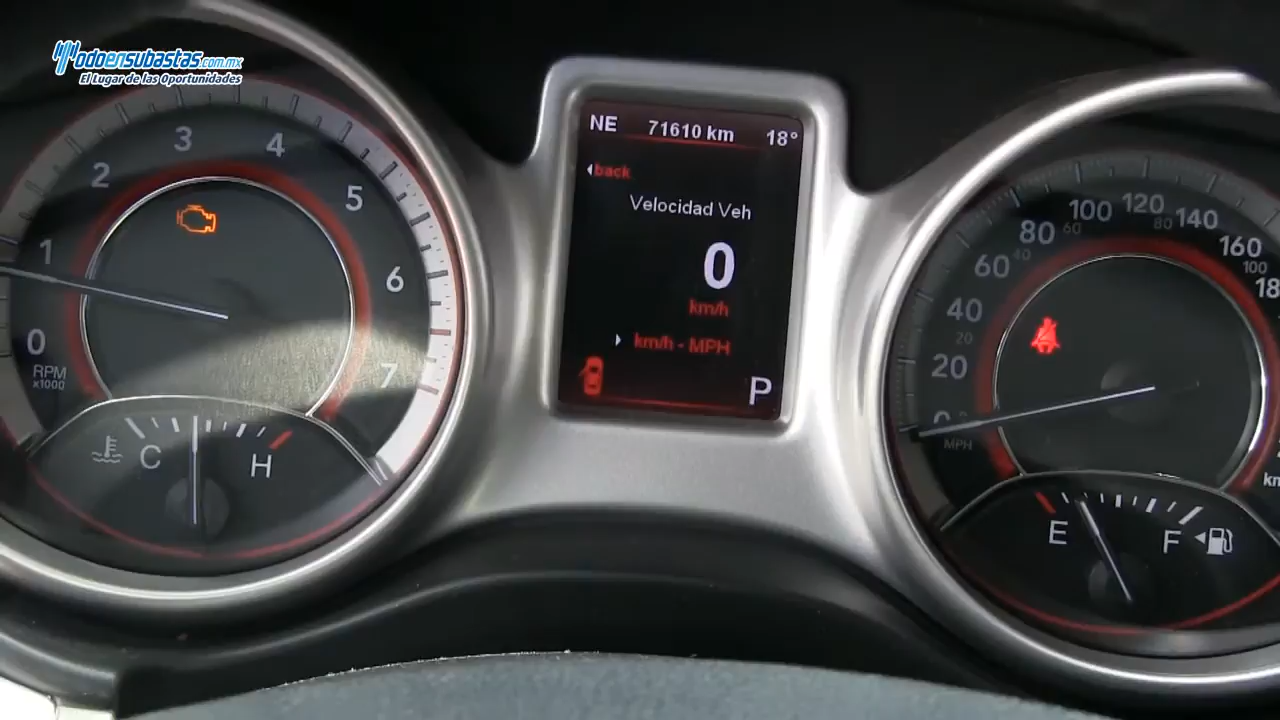 Todoensubastas.com.mx
El Lugar de las Oportunidades
0
1
2
3
4
5
6
7
RPM
x1000
C
H
NE 71610 km 18°
back
Velocidad Veh
0
km/h
km/h - MPH
P
20
40
60
80
100
120
140
160
20
40
60
80
100
MPH
E
F